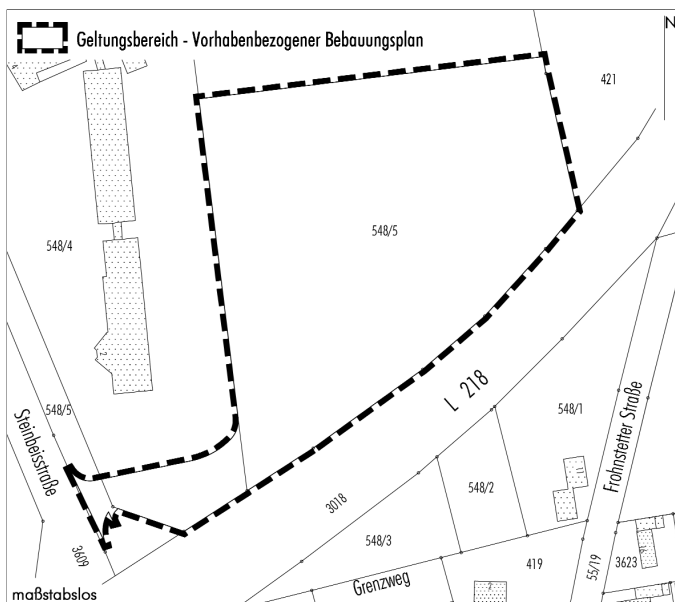 Geltungsbereich - Vorhabenbezogener Bebauungsplan
N
421
548/4
548/5
L 218
548/1
Frohnstetter Straße
548/5
Steinbeisstraße
548/2
3018
548/3
3609
419
55/19
3623
Grenzweg
maßstabslos